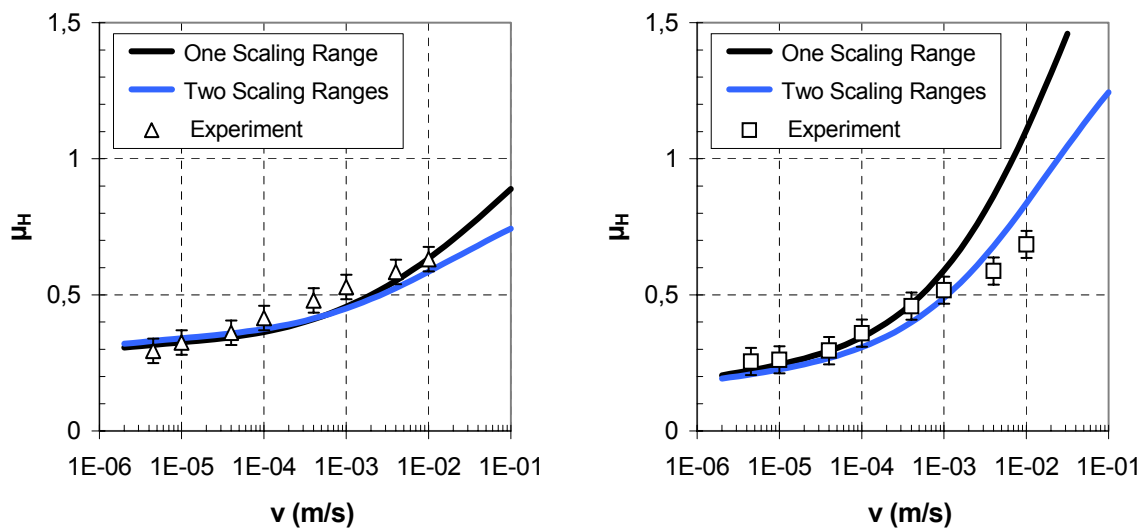 1,5
1
0,5
0
μH
One Scaling Range
Two Scaling Ranges
Experiment
1E-06 1E-05 1E-04 1E-03 1E-02 1E-01
v (m/s)
1,5
1
0,5
0
μH
One Scaling Range
Two Scaling Ranges
Experiment
1E-06 1E-05 1E-04 1E-03 1E-02 1E-01
v (m/s)